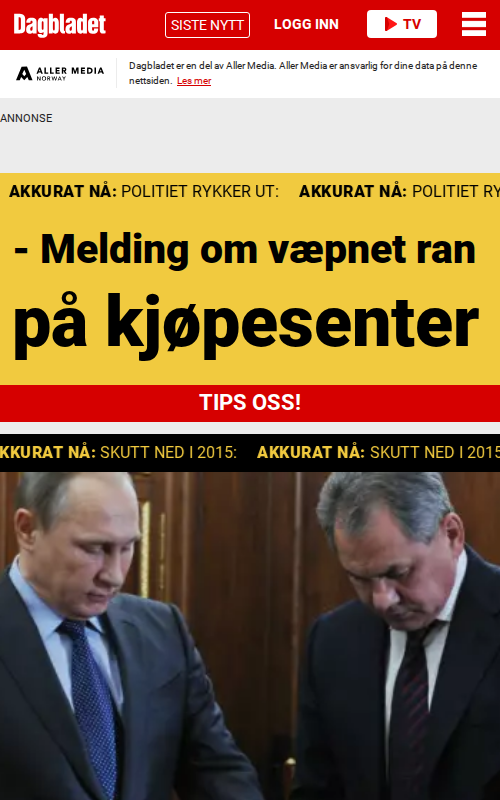 Dagbladet
SISTE NYTT
LOGG INN
TV
ALLER MEDIA
NORWAY
Dagbladet er en del av Aller Media. Aller Media er ansvarlig for dine data på denne
nettsiden. Les mer
ANNONSE
AKKURAT NÅ: POLITIET RYKKER UT: AKKURAT NÅ: POLITIET RY
- Melding om væpnet ran
på kjøpesenter
TIPS OSS!
KKURAT NÅ: SKUTT NED I 2015: AKKURAT NÅ: SKUTT NED I 2015